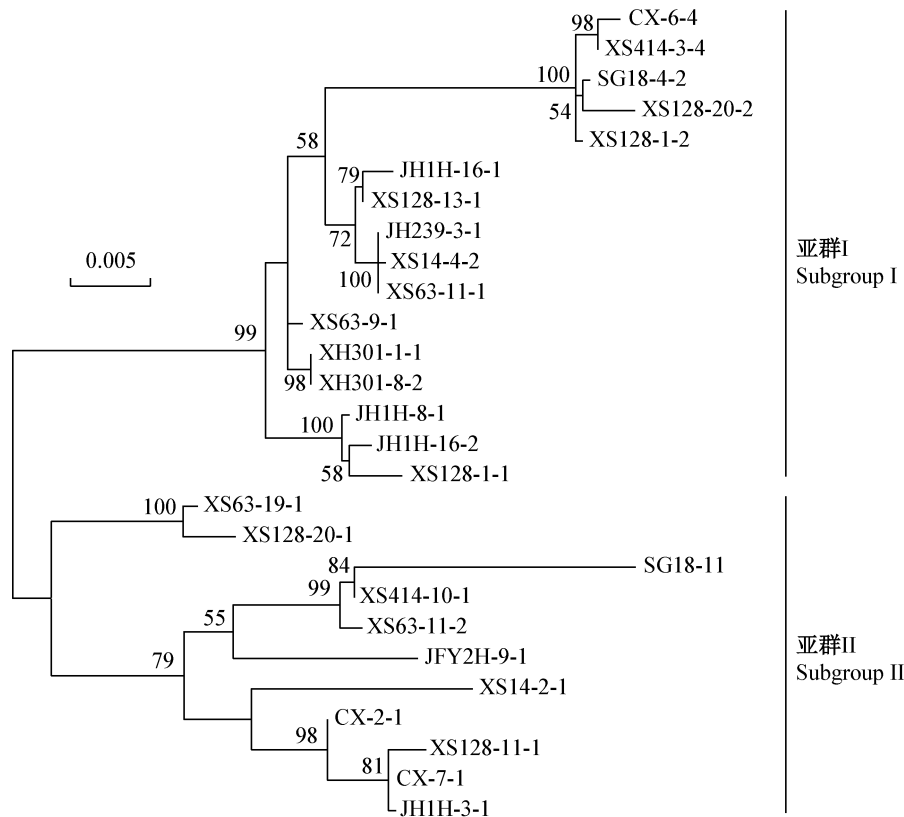 98
CX-6-4
XS414-3-4
100
SG18-4-2
54
XS128-20-2
XS128-1-2
58
79
JH1H-16-1
XS128-13-1
72
JH239-3-1
XS14-4-2
100
XS63-11-1
0.005
亚群I
Subgroup I
99
XS63-9-1
XH301-1-1
98
XH301-8-2
100
JH1H-8-1
JH1H-16-2
58
XS128-1-1
100
XS63-19-1
XS128-20-1
84
SG18-11
99
XS414-10-1
55
XS63-11-2
JFY2H-9-1
79
亚群II
Subgroup II
XS14-2-1
CX-2-1
98
XS128-11-1
81
CX-7-1
JH1H-3-1